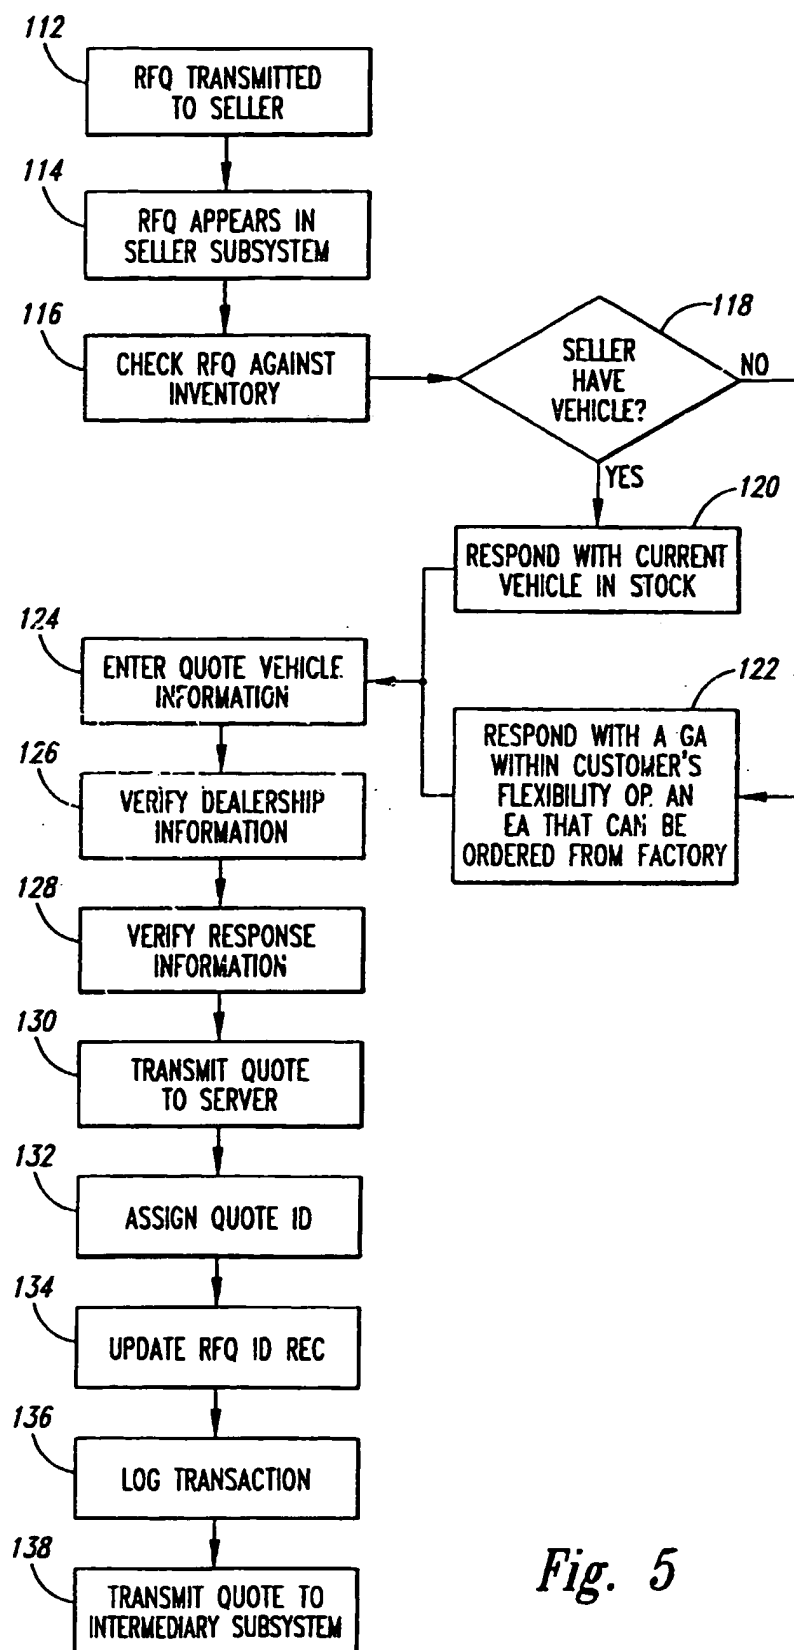 112
RFQ TRANSMITTED
TO SELLER
114
RFQ APPEARS IN
SELLER SUBSYSTEM
116
CHECK RFQ AGAINST
INVENTORY
118
SELLER
HAVE
VEHICLE?
NO
YES
120
RESPOND WITH CURRENT
VEHICLE IN STOCK
122
RESPOND WITH A GA
WITHIN CUSTOMER'S
FLEXIBILITY OR AN
EA THAT CAN BE
ORDERED FROM FACTORY
124
ENTER QUOTE VEHICLE
INFORMATION
126
VERIFY DEALERSHIP
INFORMATION
128
VERIFY RESPONSE
INFORMATION
130
TRANSMIT QUOTE
TO SERVER
132
ASSIGN QUOTE ID
134
UPDATE RFQ ID REC
136
LOG TRANSACTION
138
TRANSMIT QUOTE TO
INTERMEDIARY SUBSYSTEM
Fig. 5